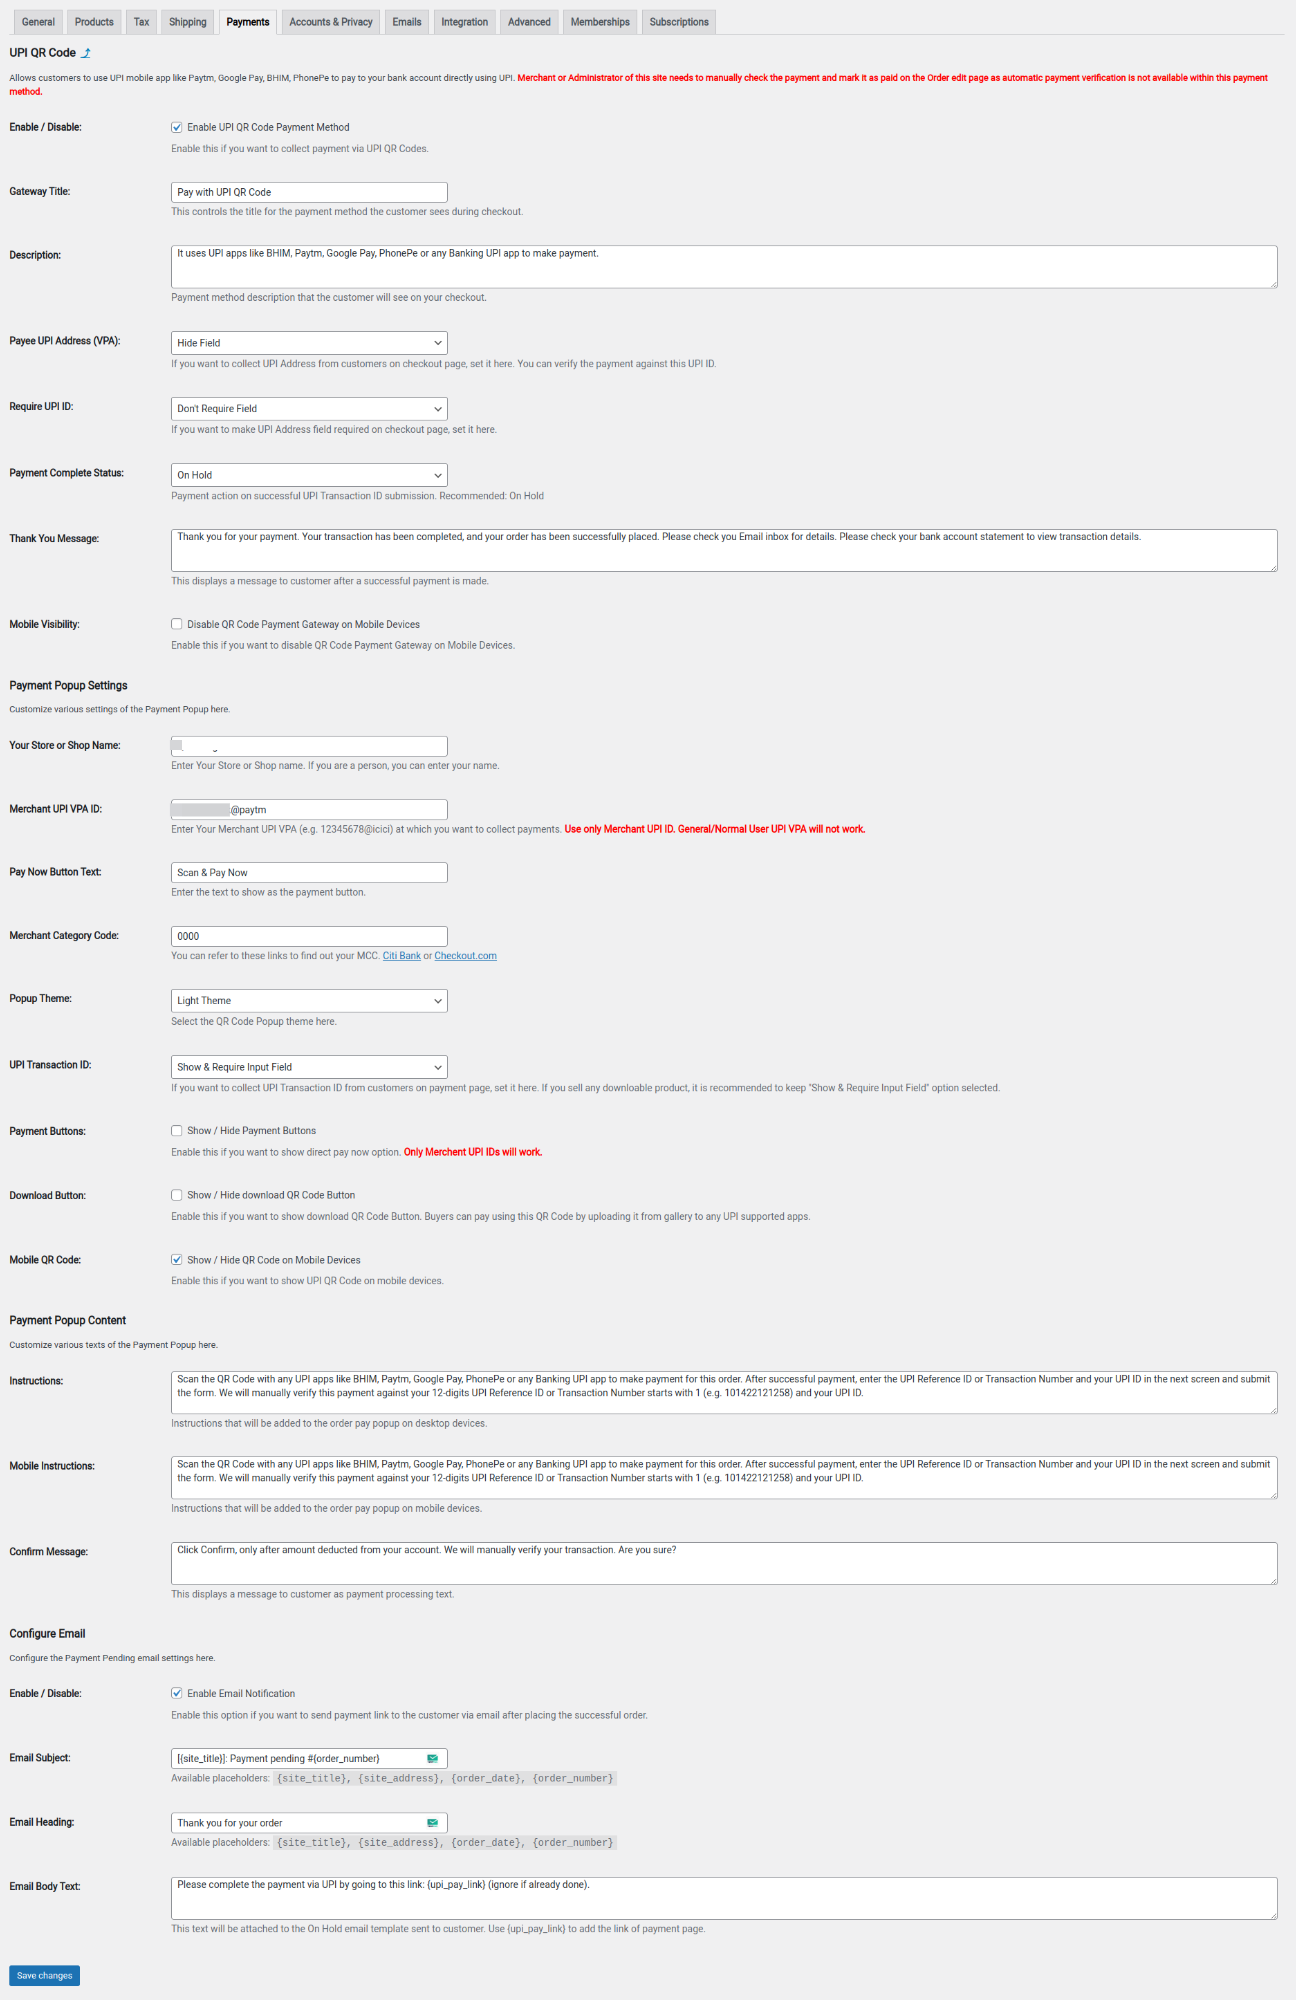 General Products Tax Shipping Payments Accounts & Privacy Emails Integration Advanced Memberships Subscriptions
UPI QR Code ⤴
Allows customers to use UPI mobile app like Paytm, Google Pay, BHIM, PhonePe to pay to your bank account directly using UPI. Merchant or Administrator of this site needs to manually check the payment and mark it as paid on the Order edit page as automatic payment verification is not available within this payment
method.
Enable / Disable: Enable UPI QR Code Payment Method
Enable this if you want to collect payment via UPI QR Codes.
Gateway Title: Pay with UPI QR Code
This controls the title for the payment method the customer sees during checkout.
Description: It uses UPI apps like BHIM, Paytm, Google Pay, PhonePe or any Banking UPI app to make payment.
Payment method description that the customer will see on your checkout.
Payee UPI Address (VPA): Hide Field
If you want to collect UPI Address from customers on checkout page, set it here. You can verify the payment against this UPI ID.
Require UPI ID: Don't Require Field
If you want to make UPI Address field required on checkout page, set it here.
Payment Complete Status: On Hold
Payment action on successful UPI Transaction ID submission. Recommended: On Hold
Thank You Message: Thank you for your payment. Your transaction has been completed, and your order has been successfully placed. Please check you Email inbox for details. Please check your bank account statement to view transaction details.
This displays a message to customer after a successful payment is made.
Mobile Visibility: Disable QR Code Payment Gateway on Mobile Devices
Enable this if you want to disable QR Code Payment Gateway on Mobile Devices.
Payment Popup Settings
Customize various settings of the Payment Popup here.
Your Store or Shop Name:
Enter Your Store or Shop name. If you are a person, you can enter your name.
Merchant UPI VPA ID: @paytm
Enter Your Merchant UPI VPA (e.g. 12345678@icici) at which you want to collect payments. Use only Merchant UPI ID. General/Normal User UPI VPA will not work.
Pay Now Button Text: Scan & Pay Now
Enter the text to show as the payment button.
Merchant Category Code: 0000
You can refer to these links to find out your MCC. Citi Bank or Checkout.com
Popup Theme: Light Theme
Select the QR Code Popup theme here.
UPI Transaction ID: Show & Require Input Field
If you want to collect UPI Transaction ID from customers on payment page, set it here. If you sell any downloable product, it is recommended to keep "Show & Require Input Field" option selected.
Payment Buttons: Show / Hide Payment Buttons
Enable this if you want to show direct pay now option. Only Merchent UPI IDs will work.
Download Button: Show / Hide download QR Code Button
Enable this if you want to show download QR Code Button. Buyers can pay using this QR Code by uploading it from gallery to any UPI supported apps.
Mobile QR Code: Show / Hide QR Code on Mobile Devices
Enable this if you want to show UPI QR Code on mobile devices.
Payment Popup Content
Customize various texts of the Payment Popup here.
Instructions: Scan the QR Code with any UPI apps like BHIM, Paytm, Google Pay, PhonePe or any Banking UPI app to make payment for this order. After successful payment, enter the UPI Reference ID or Transaction Number and your UPI ID in the next screen and submit
the form. We will manually verify this payment against your 12-digits UPI Reference ID or Transaction Number starts with 1 (e.g. 101422121258) and your UPI ID.
Instructions that will be added to the order pay popup on desktop devices.
Mobile Instructions: Scan the QR Code with any UPI apps like BHIM, Paytm, Google Pay, PhonePe or any Banking UPI app to make payment for this order. After successful payment, enter the UPI Reference ID or Transaction Number and your UPI ID in the next screen and submit
the form. We will manually verify this payment against your 12-digits UPI Reference ID or Transaction Number starts with 1 (e.g. 101422121258) and your UPI ID.
Instructions that will be added to the order pay popup on mobile devices.
Confirm Message: Click Confirm, only after amount deducted from your account. We will manually verify your transaction. Are you sure?
This displays a message to customer as payment processing text.
Configure Email
Configure the Payment Pending email settings here.
Enable / Disable: Enable Email Notification
Enable this option if you want to send payment link to the customer via email after placing the successful order.
Email Subject: [{site_title}]: Payment pending #{order_number}
Available placeholders: {site_title}, {site_address}, {order_date}, {order_number}
Email Heading: Thank you for your order
Available placeholders: {site_title}, {site_address}, {order_date}, {order_number}
Email Body Text: Please complete the payment via UPI by going to this link: {upi_pay_link} (ignore if already done).
This text will be attached to the On Hold email template sent to customer. Use {upi_pay_link} to add the link of payment page.
Save changes